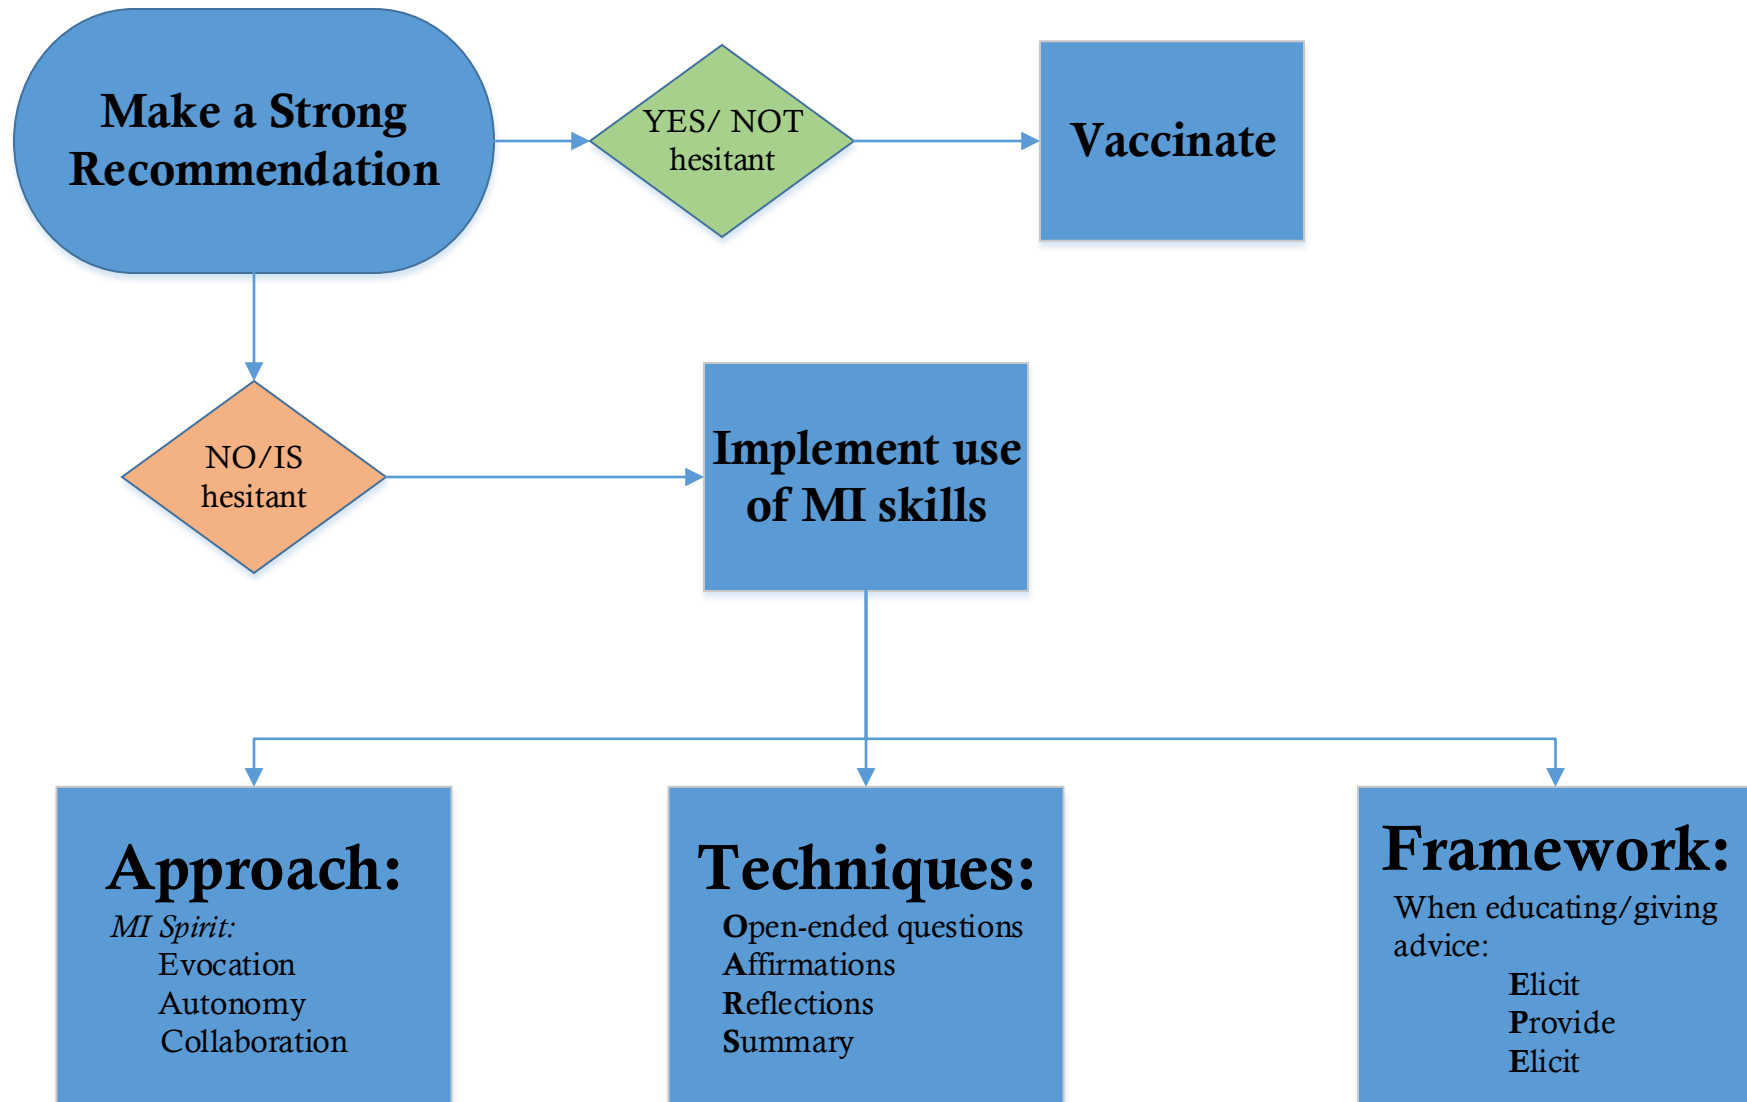 Make a Strong
Recommendation
YES/ NOT
hesitant
Vaccinate
NO/IS
hesitant
Implement use
of MI skills
Approach:
MI Spirit:
Evocation
Autonomy
Collaboration
Techniques:
Open-ended questions
Affirmations
Reflections
Summary
Framework:
When educating/giving
advice:
Elicit
Provide
Elicit